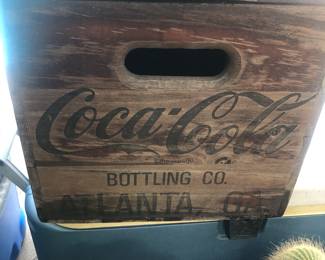 Coca-Cola
BOTTLING CO.
ATLANTA, GA.